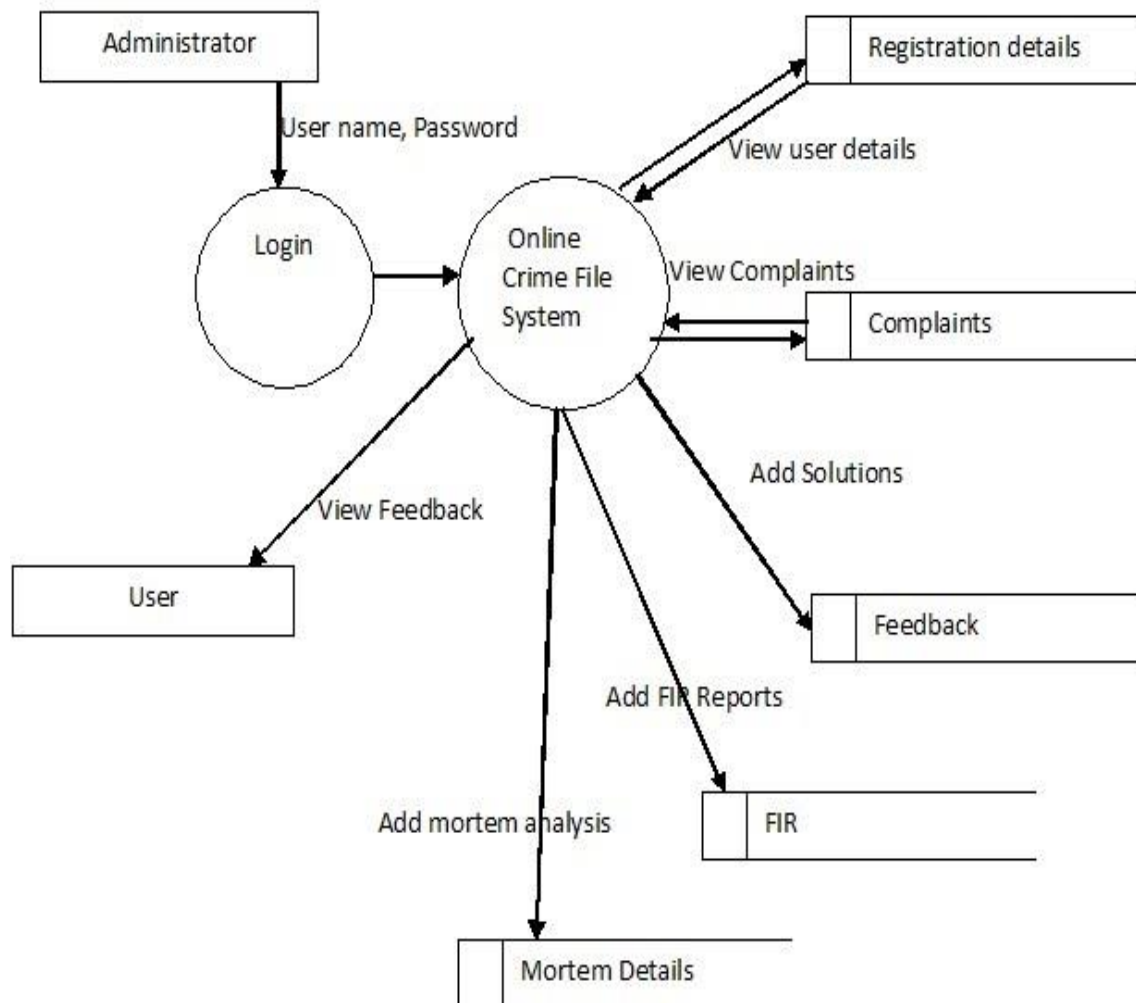 Administrator
Registration details
User name, Password
View user details
Login
Online
Crime File
System
View Complaints
Complaints
Add Solutions
View Feedback
User
Feedback
Add FIR Reports
Add mortem analysis
FIR
Mortem Details